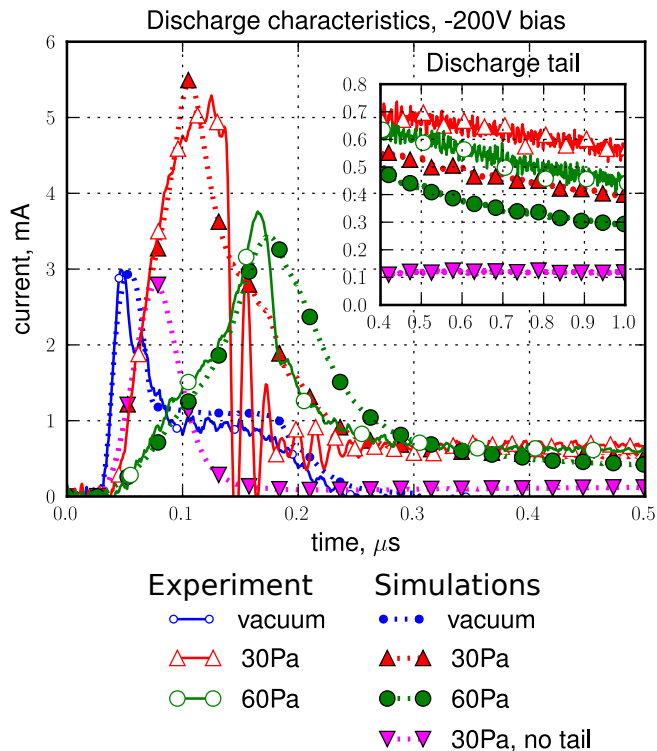 Discharge characteristics, -200V bias
6
5
4
3
2
1
0
current, mA
0.0 0.1 0.2 0.3 0.4 0.5
time, μs
Discharge tail
0.8
0.7
0.6
0.5
0.4
0.3
0.2
0.1
0.0
0.4 0.5 0.6 0.7 0.8 0.9 1.0
Experiment
vacuum
30Pa
60Pa
Simulations
vacuum
30Pa
60Pa
30Pa, no tail